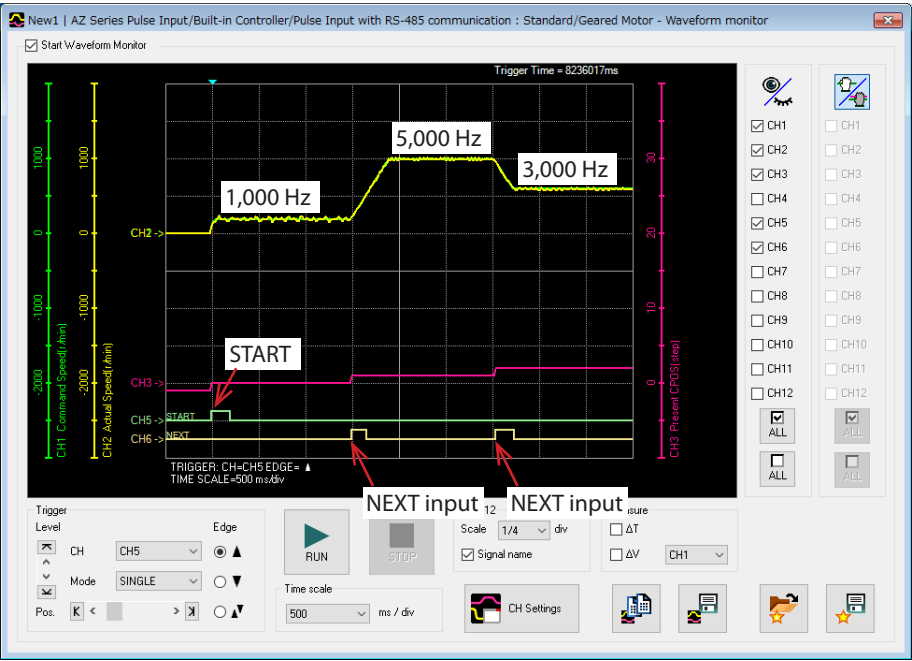 New1 | AZ Series Pulse Input/Built-in Controller/Pulse Input with RS-485 communication : Standard/Geared Motor - Waveform monitor
Start Waveform Monitor
Trigger Time = 8236017ms
1000
0
-1000
-2000
CH1 Command Speed(r/min)
1000
0
-1000
-2000
CH2 Actual Speed(r/min)
30
20
10
0
CH3 Present CPOS(step)
5,000 Hz
3,000 Hz
1,000 Hz
CH2->
START
CH3->
CH5-> START
CH6-> NEXT
TRIGGER: CH=CH5 EDGE=
TIME SCALE=500 ms/div
NEXT input
NEXT input
CH1
CH2
CH3
CH4
CH5
CH6
CH7
CH8
CH9
CH10
CH11
CH12
ALL
ALL
CH1
CH2
CH3
CH4
CH5
CH6
CH7
CH8
CH9
CH10
CH11
CH12
ALL
ALL
Trigger
Level
Edge
CH CH5
Mode SINGLE
Pos.
RUN
STOP
Time scale
500 ms / div
12
Scale 1/4 div
Signal name
sure
ΔT
ΔV CH1
CH Settings